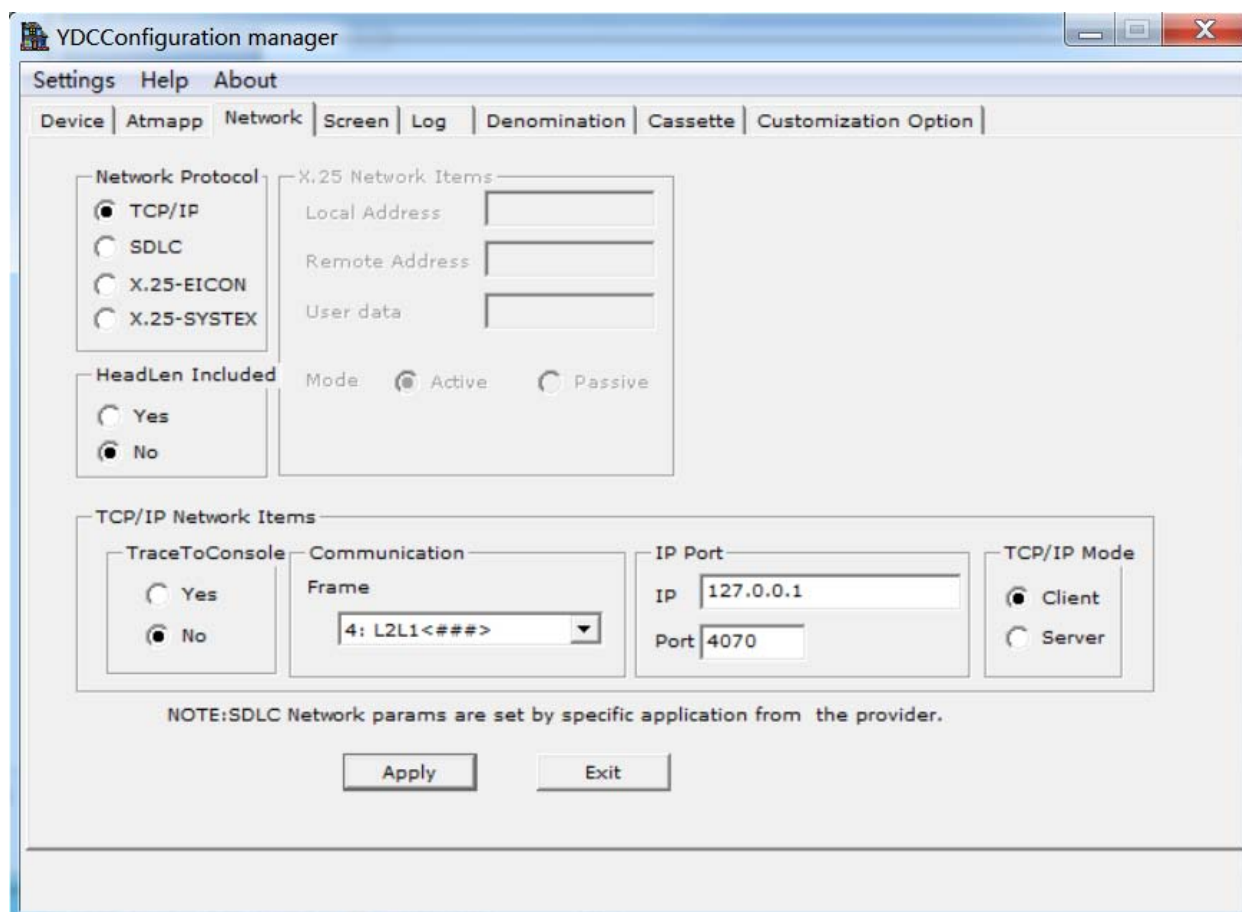 YDCConfiguration manager
Settings Help About
Device Atmapp Network Screen Log Denomination Cassette Customization Option
Network Protocol
TCP/IP
SDLC
X.25-EICON
X.25-SYSTEX
X.25 Network Items
Local Address
Remote Address
User data
Mode Active Passive
HeadLen Included
Yes
No
TCP/IP Network Items
TraceToConsole
Yes
No
Communication
Frame
4: L2L1<###>
IP Port
IP 127.0.0.1
Port 4070
TCP/IP Mode
Client
Server
NOTE:SDLC Network params are set by specific application from the provider.
Apply Exit